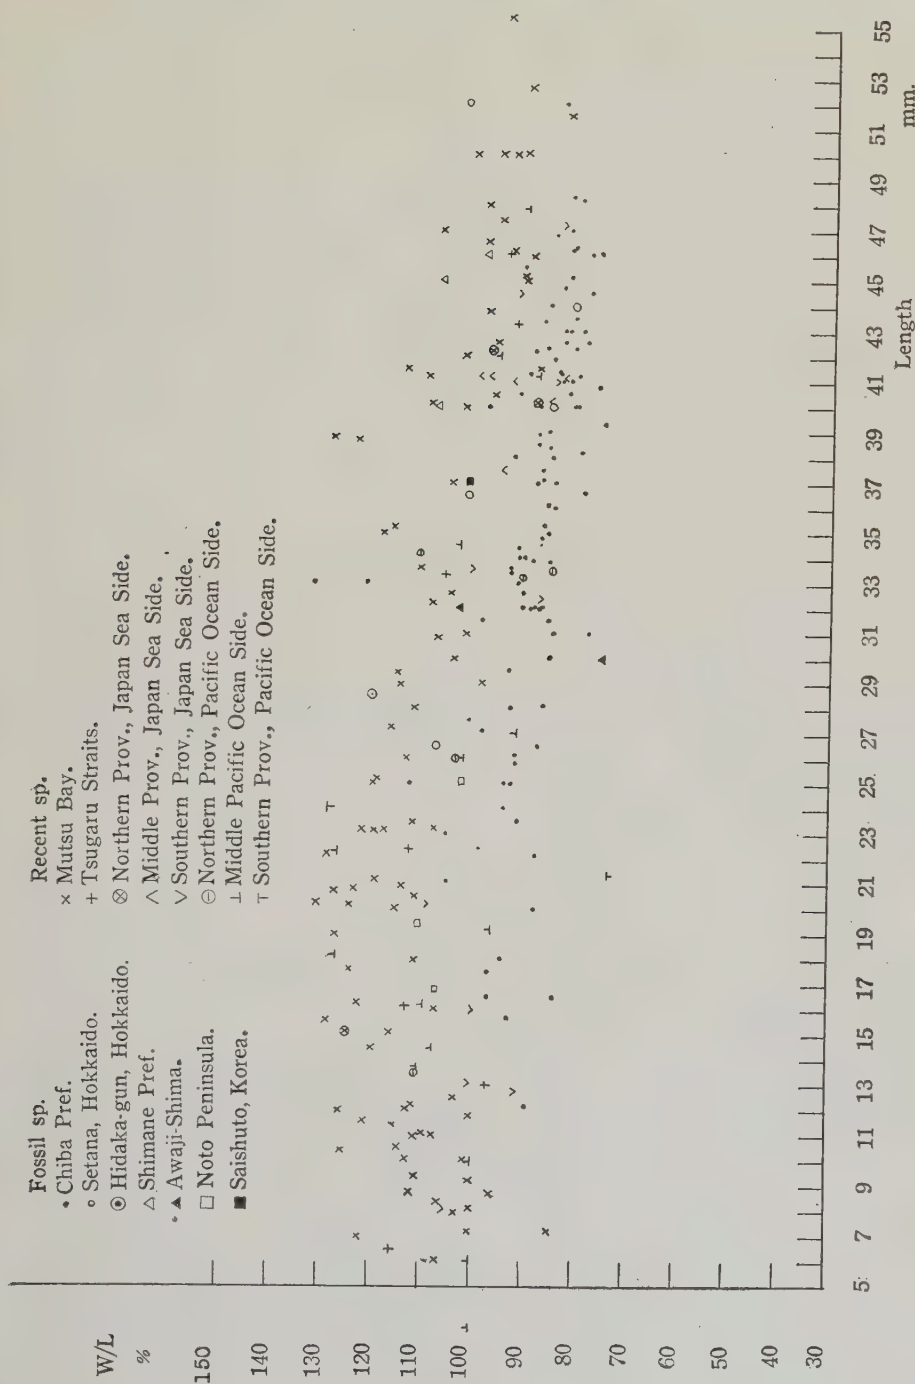 Fossil sp.
• Chiba Pref.
∘ Setana, Hokkaido.
⊙ Hidaka-gun, Hokkaido.
△ Shimane Pref.
▲ Awaji-Shima.
□ Noto Peninsula.
■ Saishuto, Korea.
Recent sp.
× Mutsu Bay.
+ Tsugaru Straits.
⊗ Northern Prov., Japan Sea Side.
∧ Middle Prov., Japan Sea Side.
∨ Southern Prov., Japan Sea Side.
⊖ Northern Prov., Pacific Ocean Side.
⊥ Middle Pacific Ocean Side.
⊤ Southern Prov., Pacific Ocean Side.
W/L
%
150
140
130
120
110
100
90
80
70
60
50
40
30
5 7 9 11 13 15 17 19 21 23 25 27 29 31 33 35 37 39 41 43 45 47 49 51 53 55
Length mm.